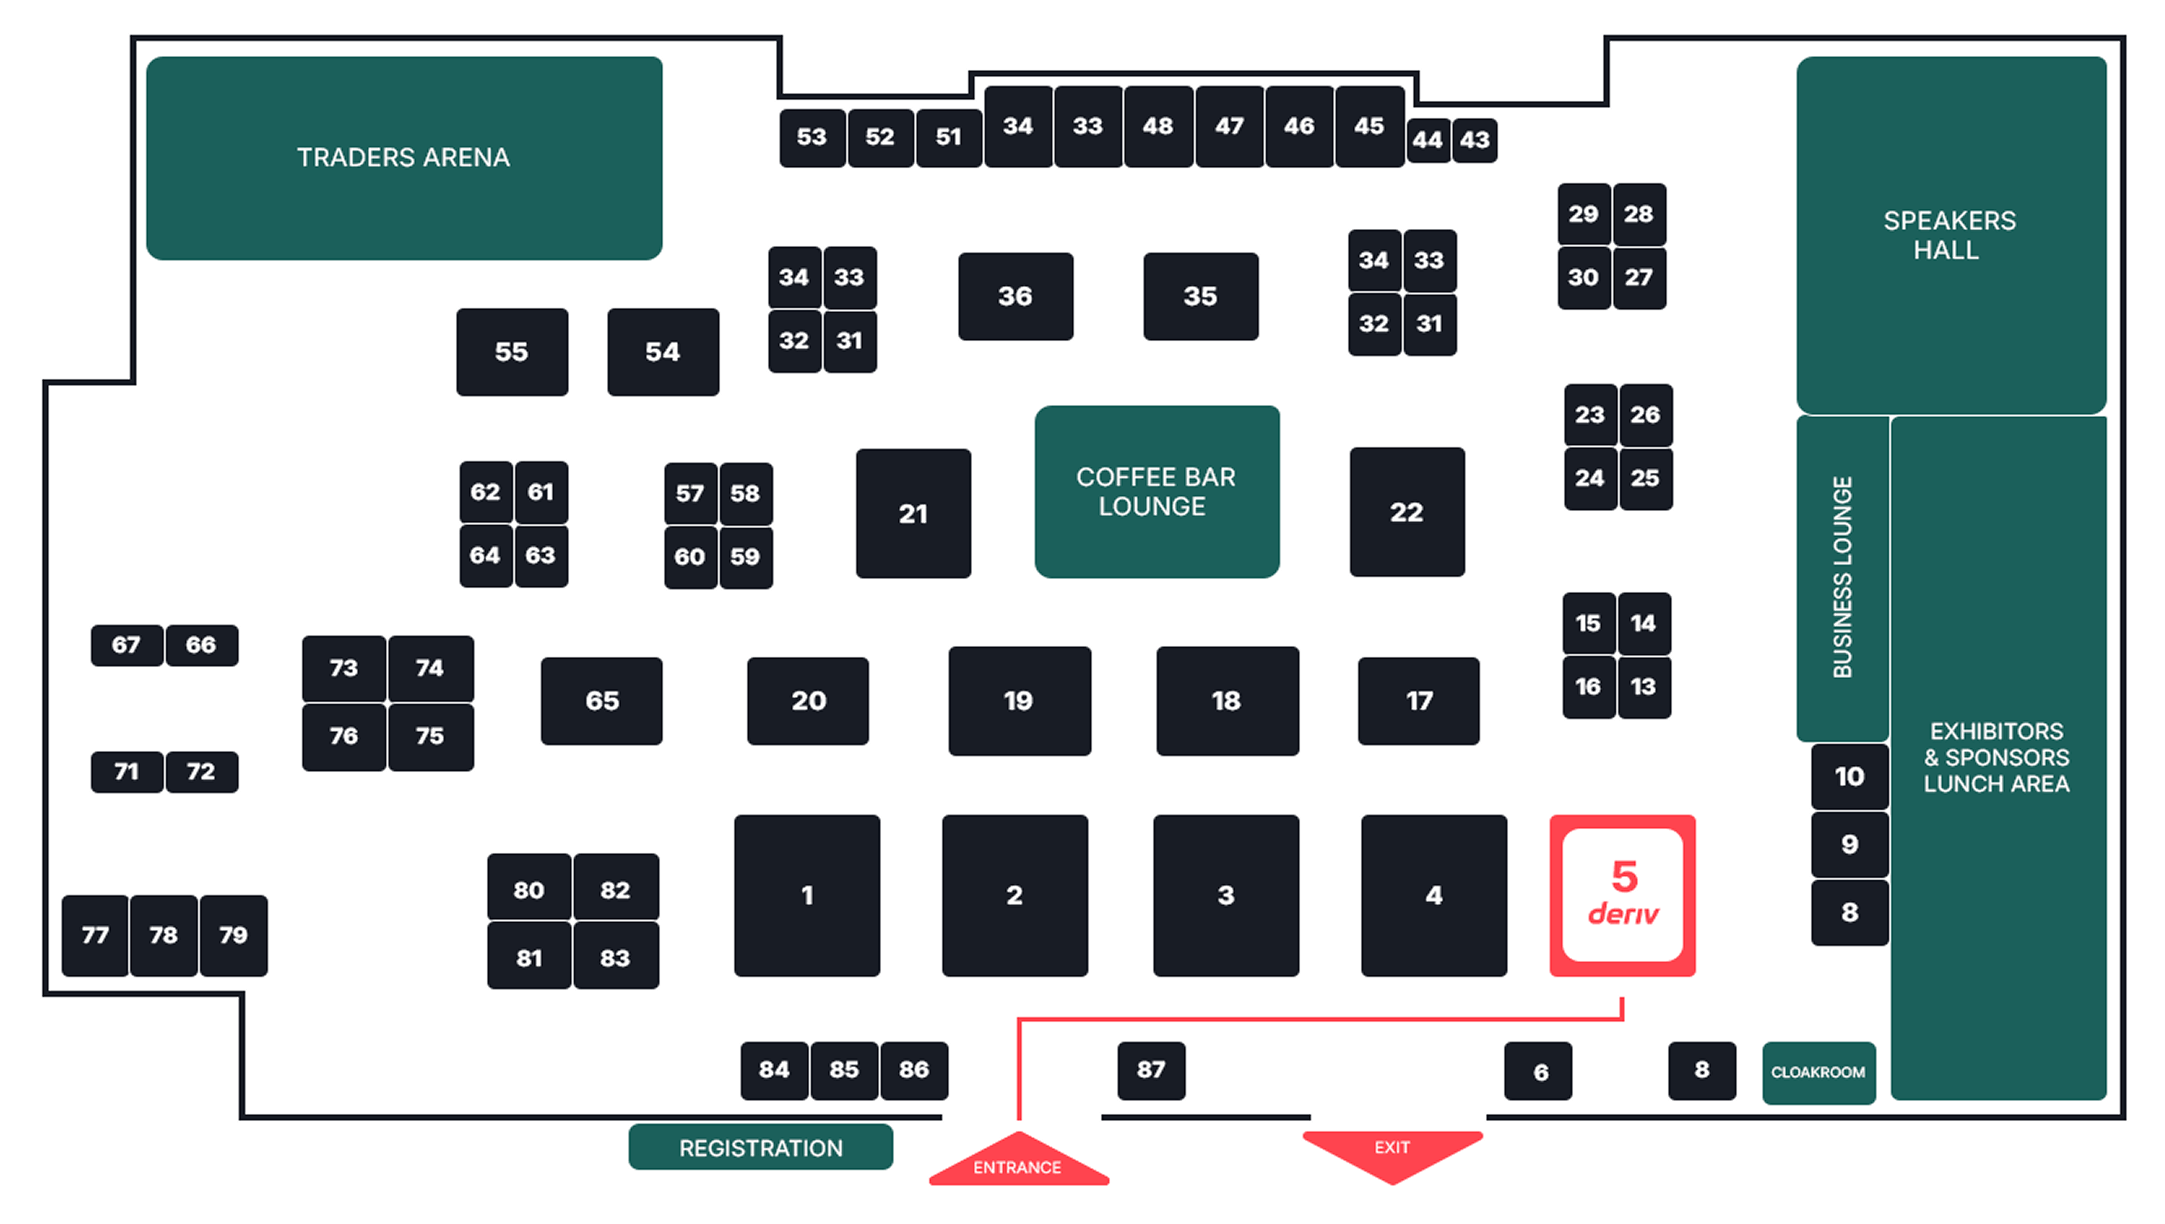 TRADERS ARENA
53 52 51 34 33 48 47 46 45 44 43
SPEAKERS
HALL
29 28
30 27
34 33
32 31
36
35
34 33
32 31
55
54
23 26
24 25
62 61
64 63
57 58
60 59
21
COFFEE BAR
LOUNGE
22
BUSINESS LOUNGE
15 14
16 13
67 66
73 74
76 75
65
20
19
18
17
71 72
EXHIBITORS
& SPONSORS
LUNCH AREA
10
9
8
77 78 79
80 82
81 83
1
2
3
4
5
deriv
84 85 86
87
6
8
CLOAKROOM
REGISTRATION
ENTRANCE
EXIT